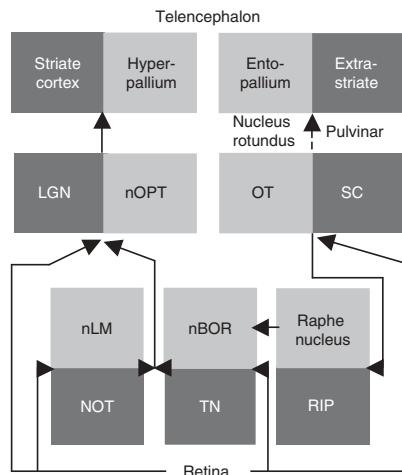 Telencephalon
Striate
cortex
Hyper-
pallium
Ento-
pallium
Extra-
striate
Nucleus
rotundus
Pulvinar
LGN
nOPT
OT
SC
nLM
nBOR
Raphe
nucleus
NOT
TN
RIP
Retina